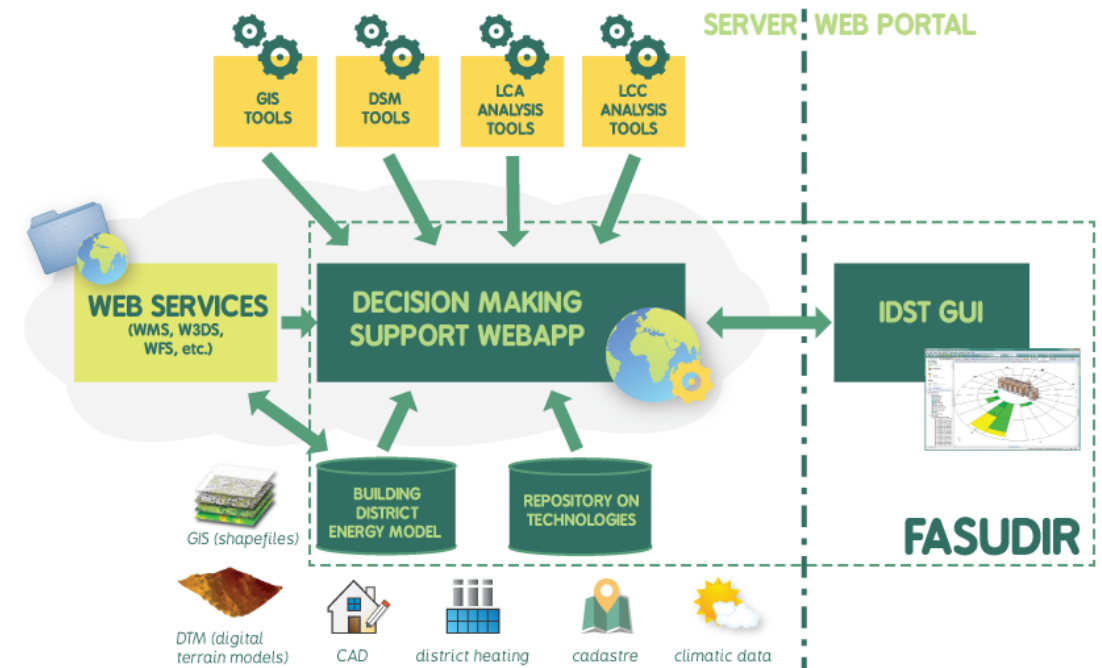 SERVER WEB PORTAL
GIS
TOOLS
DSM
TOOLS
LCA
ANALYSIS
TOOLS
LCC
ANALYSIS
TOOLS
WEB SERVICES
(WMS, W3DS,
WFS, etc.)
DECISION MAKING
SUPPORT WEBAPP
IDST GUI
BUILDING
DISTRICT
ENERGY MODEL
REPOSITORY ON
TECHNOLOGIES
FASUDIR
GIS (shapefiles)
DTM (digital
terrain models)
CAD
district heating
cadastre
climatic data